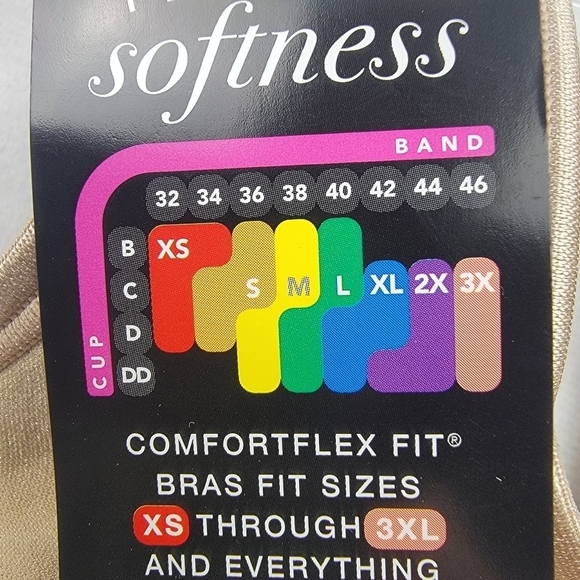 softness
BAND
32 34 36 38 40 42 44 46
B XS
C S M L XL 2X 3X
D
DD
CUP
COMFORTFLEX FIT®
BRAS FIT SIZES
XS THROUGH 3XL
AND EVERYTHING